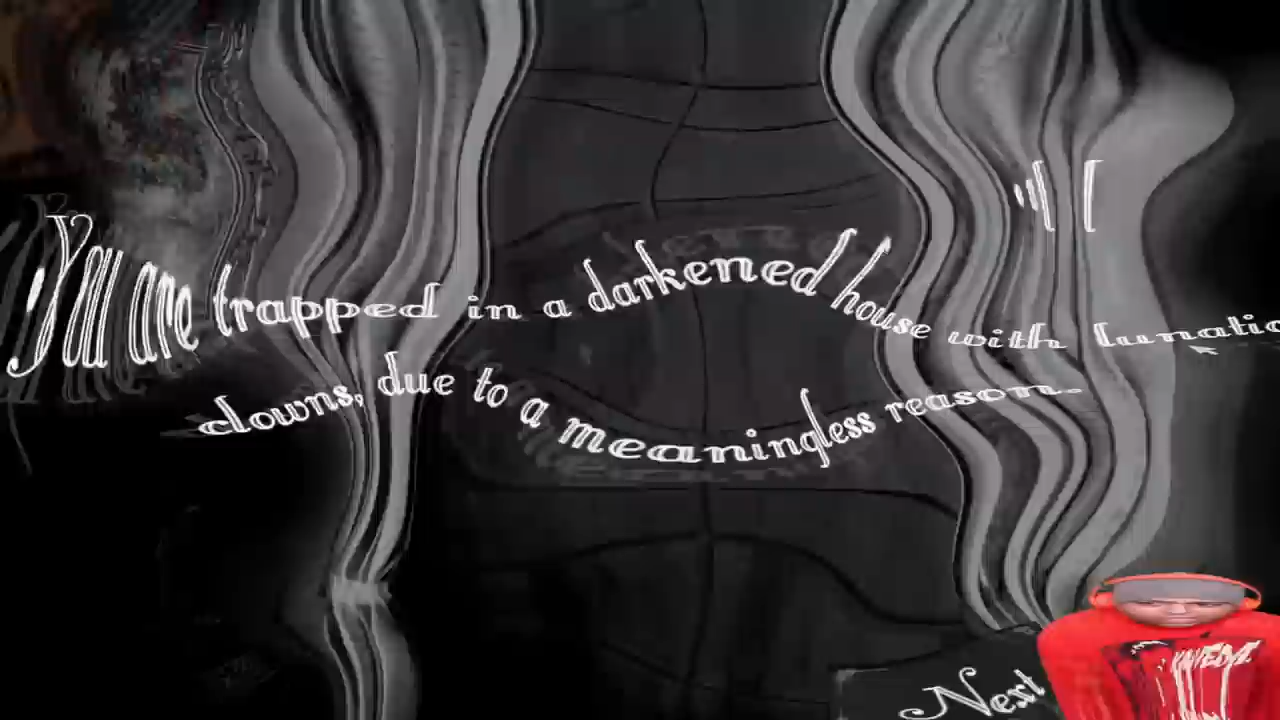 You are trapped in a darkened house with lunatic
clowns, due to a meaningless reason...
Next